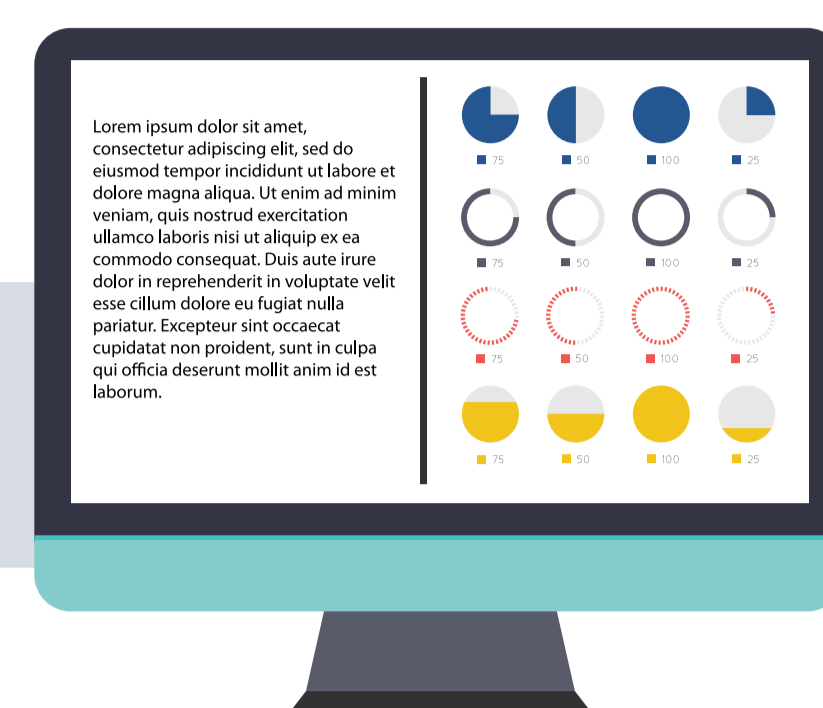 Lorem ipsum dolor sit amet,
consectetur adipiscing elit, sed do
eiusmod tempor incididunt ut labore et
dolore magna aliqua. Ut enim ad minim
veniam, quis nostrud exercitation
ullamco laboris nisi ut aliquip ex ea
commodo consequat. Duis aute irure
dolor in reprehenderit in voluptate velit
esse cillum dolore eu fugiat nulla
pariatur. Excepteur sint occaecat
cupidatat non proident, sunt in culpa
qui officia deserunt mollit anim id est
laborum.
75 50 100 25
75 50 100 25
75 50 100 25
75 50 100 25